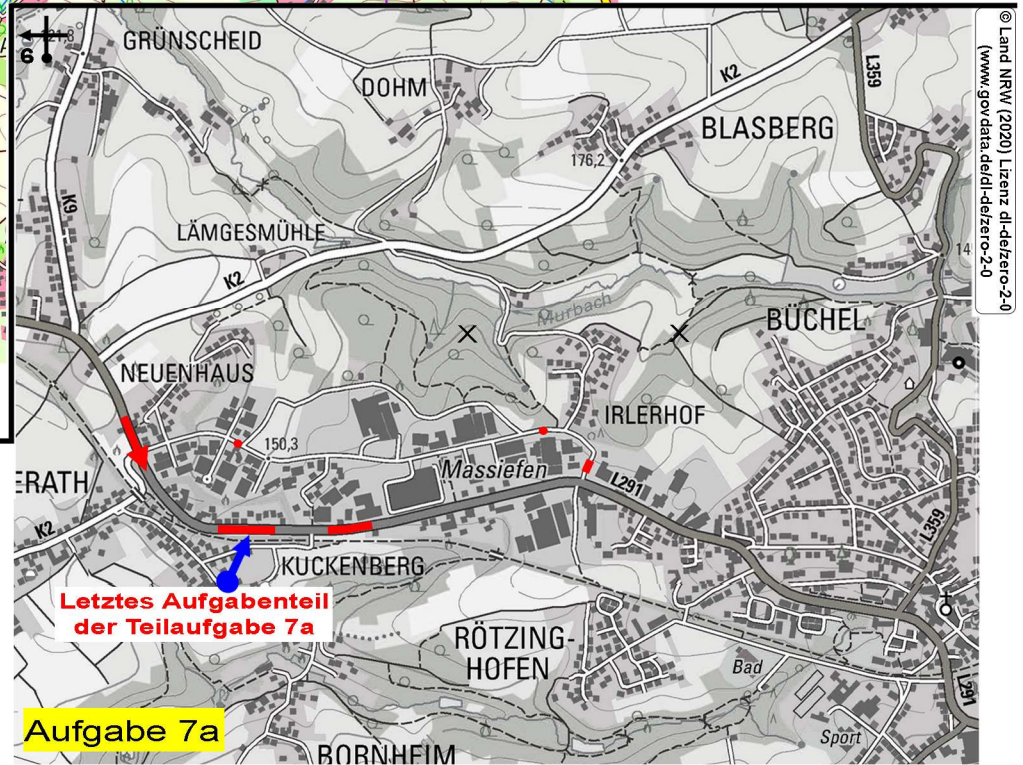 GRÜNSCHEID
6
DOHM
K2
L359
BLASBERG
176,2
K9
LÄMGESMÜHLE
K2
14
Murbach
BÜCHEL
NEUENHAUS
IRLERHOF
150,3
Massiefen
L291
ERATH
K2
L359
KUCKENBERG
Letztes Aufgabenteil
der Teilaufgabe 7a
RÖTZING-
HOFEN
Bad
L291
Aufgabe 7a
Sport
BORNHEIM
© Land NRW (2020) Lizenz dl-de/zero-2-0
(www.govdata.de/dl-de/zero-2-0